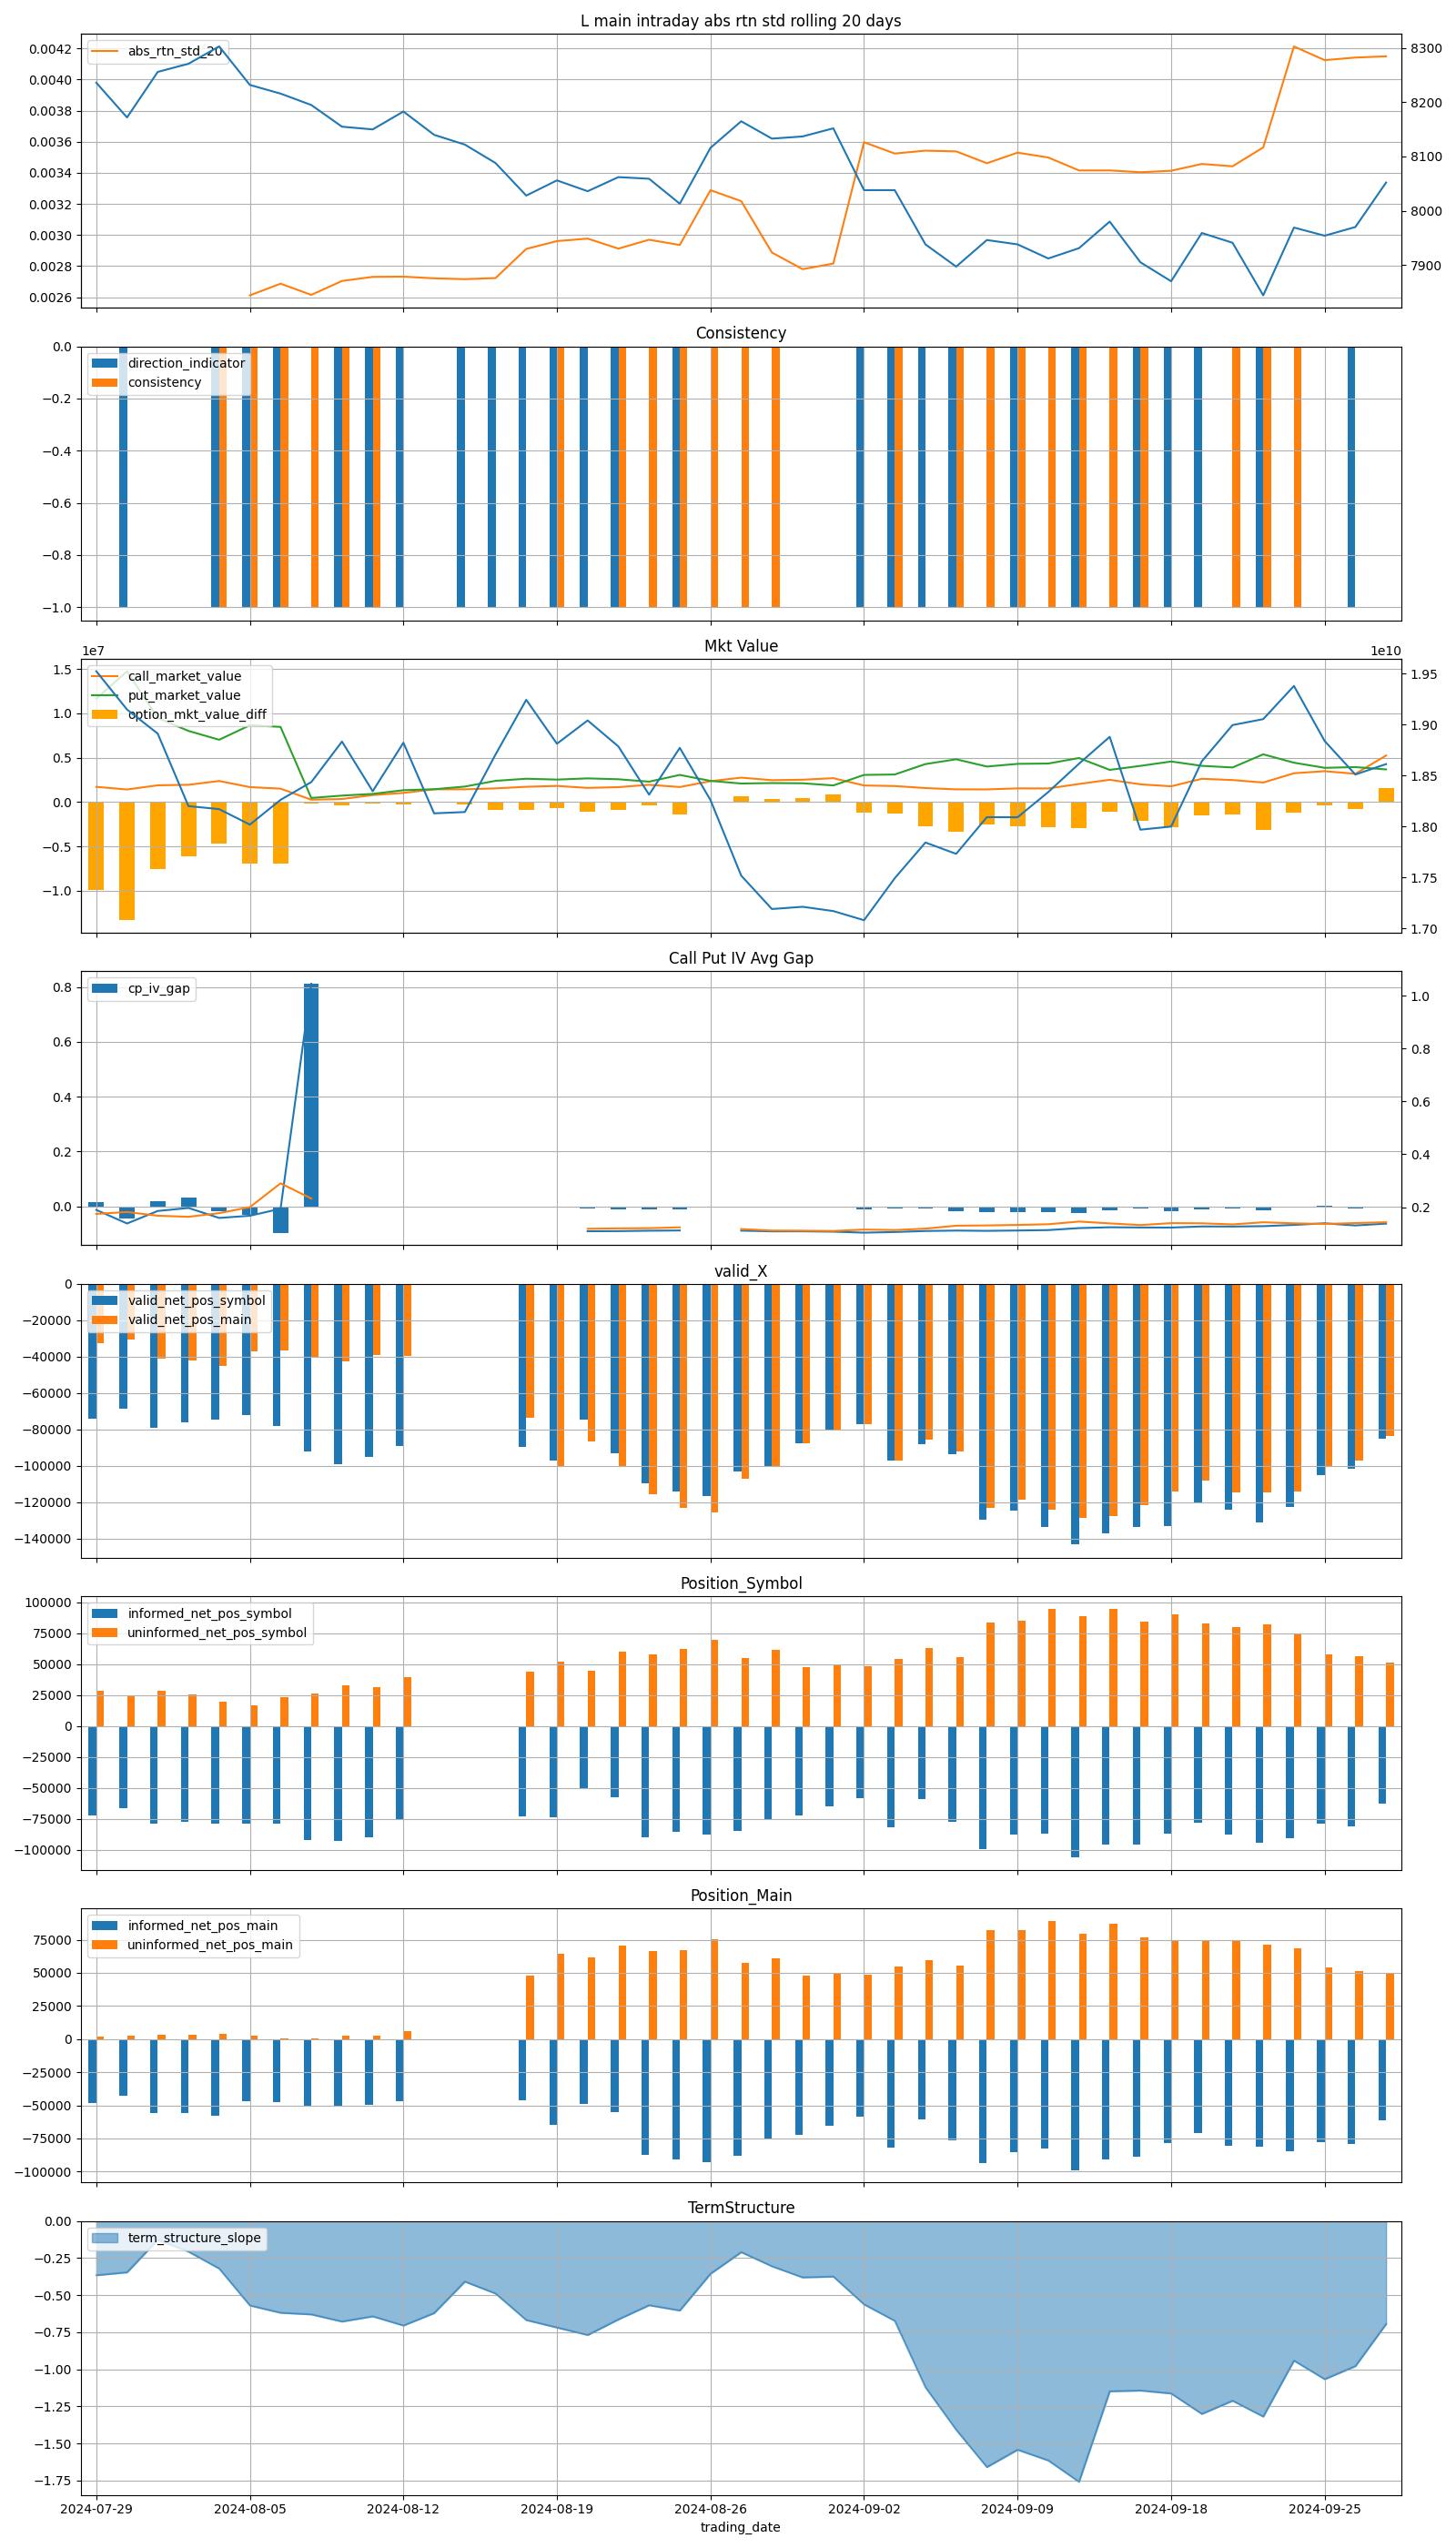 L main intraday abs rtn std rolling 20 days
abs_rtn_std_20
0.0042
0.0040
0.0038
0.0036
0.0034
0.0032
0.0030
0.0028
0.0026
8300
8200
8100
8000
7900
Consistency
direction_indicator
consistency
0.0
−0.2
−0.4
−0.6
−0.8
−1.0
Mkt Value
1e7
1e10
call_market_value
put_market_value
option_mkt_value_diff
1.5
1.0
0.5
0.0
−0.5
−1.0
1.95
1.90
1.85
1.80
1.75
1.70
Call Put IV Avg Gap
cp_iv_gap
0.8
0.6
0.4
0.2
0.0
1.0
0.8
0.6
0.4
0.2
valid_X
valid_net_pos_symbol
valid_net_pos_main
0
−20000
−40000
−60000
−80000
−100000
−120000
−140000
Position_Symbol
informed_net_pos_symbol
uninformed_net_pos_symbol
100000
75000
50000
25000
0
−25000
−50000
−75000
−100000
Position_Main
informed_net_pos_main
uninformed_net_pos_main
75000
50000
25000
0
−25000
−50000
−75000
−100000
TermStructure
term_structure_slope
0.00
−0.25
−0.50
−0.75
−1.00
−1.25
−1.50
−1.75
2024-07-29 2024-08-05 2024-08-12 2024-08-19 2024-08-26 2024-09-02 2024-09-09 2024-09-18 2024-09-25
trading_date